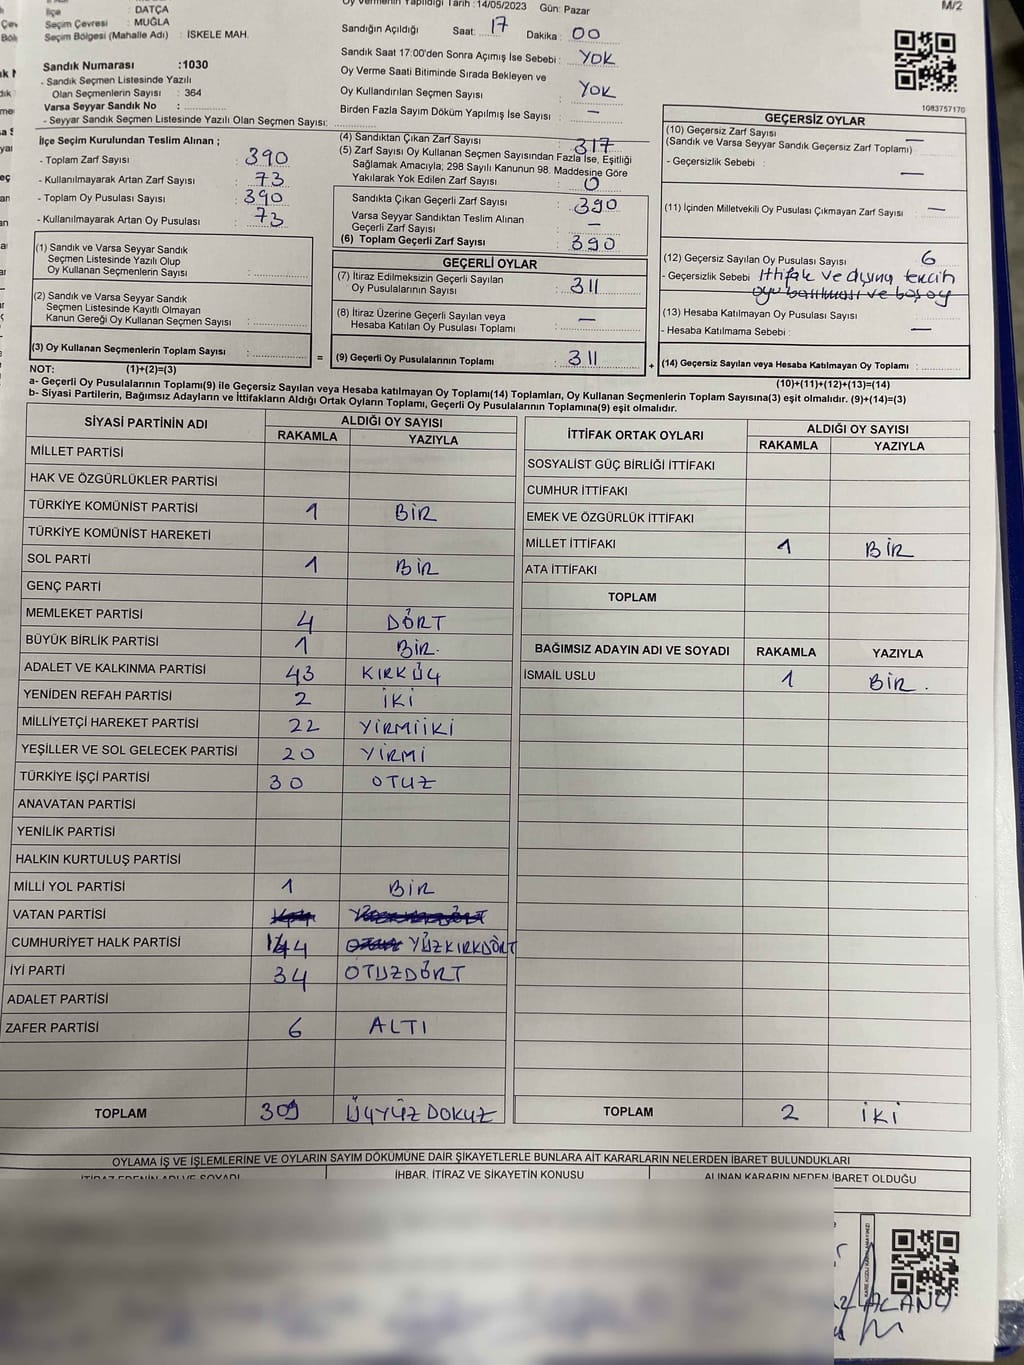 İlçe : DATÇA
Seçim Çevresi : MUĞLA
Seçim Bölgesi (Mahalle Adı) : İSKELE MAH.
Sandık Numarası :1030
- Sandık Seçmen Listesinde Yazılı
Olan Seçmenlerin Sayısı : 364
Varsa Seyyar Sandık No :
- Seyyar Sandık Seçmen Listesinde Yazılı Olan Seçmen Sayısı:
İlçe Seçim Kurulundan Teslim Alınan ;
- Toplam Zarf Sayısı : 390
- Kullanılmayarak Artan Zarf Sayısı : 73
- Toplam Oy Pusulası Sayısı : 390
- Kullanılmayarak Artan Oy Pusulası : 73
(1) Sandık ve Varsa Seyyar Sandık
Seçmen Listesinde Yazılı Olup
Oy Kullanan Seçmenlerin Sayısı :
(2) Sandık ve Varsa Seyyar Sandık
Seçmen Listesinde Kayıtlı Olmayan
Kanun Gereği Oy Kullanan Seçmen Sayısı :
(3) Oy Kullanan Seçmenlerin Toplam Sayısı :
Oy Vermenin Yapıldığı Tarih : 14/05/2023 Gün: Pazar
Sandığın Açıldığı Saat: 17 Dakika : 00
Sandık Saat 17:00'den Sonra Açımış İse Sebebi : YOK
Oy Verme Saati Bitiminde Sırada Bekleyen ve
Oy Kullandırılan Seçmen Sayısı : YOK
Birden Fazla Sayım Döküm Yapılmış İse Sayısı : —
(4) Sandıktan Çıkan Zarf Sayısı : 317
(5) Zarf Sayısı Oy Kullanan Seçmen Sayısından Fazla İse, Eşitliği
Sağlamak Amacıyla; 298 Sayılı Kanunun 98. Maddesine Göre
Yakılarak Yok Edilen Zarf Sayısı : 0
Sandıkta Çıkan Geçerli Zarf Sayısı : 390
Varsa Seyyar Sandıktan Teslim Alınan
Geçerli Zarf Sayısı : —
(6) Toplam Geçerli Zarf Sayısı : 390
GEÇERLİ OYLAR
(7) İtiraz Edilmeksizin Geçerli Sayılan
Oy Pusulalarının Sayısı : 311
(8) İtiraz Üzerine Geçerli Sayılan veya
Hesaba Katılan Oy Pusulası Toplamı : —
= (9) Geçerli Oy Pusulalarının Toplamı : 311
M/2
1083757170
GEÇERSİZ OYLAR
(10) Geçersiz Zarf Sayısı : —
(Sandık ve Varsa Seyyar Sandık Geçersiz Zarf Toplamı)
- Geçersizlik Sebebi : —
(11) İçinden Milletvekili Oy Pusulası Çıkmayan Zarf Sayısı : —
(12) Geçersiz Sayılan Oy Pusulası Sayısı : 6
- Geçersizlik Sebebi : ittifak ve dışına tercih
oyu basılması ve boş oy
(13) Hesaba Katılmayan Oy Pusulası Sayısı :
- Hesaba Katılmama Sebebi : —
+ (14) Geçersiz Sayılan veya Hesaba Katılmayan Oy Toplamı :
NOT: (1)+(2)=(3)
(10)+(11)+(12)+(13)=(14)
a- Geçerli Oy Pusulalarının Toplamı(9) ile Geçersiz Sayılan veya Hesaba katılmayan Oy Toplamı(14) Toplamları, Oy Kullanan Seçmenlerin Toplam Sayısına(3) eşit olmalıdır. (9)+(14)=(3)
b- Siyasi Partilerin, Bağımsız Adayların ve İttifakların Aldığı Ortak Oyların Toplamı, Geçerli Oy Pusulalarının Toplamına(9) eşit olmalıdır.
SİYASİ PARTİNİN ADI ALDIĞI OY SAYISI
RAKAMLA YAZIYLA
MİLLET PARTİSİ
HAK VE ÖZGÜRLÜKLER PARTİSİ
TÜRKİYE KOMÜNİST PARTİSİ 1 BİR
TÜRKİYE KOMÜNİST HAREKETİ
SOL PARTİ 1 BİR
GENÇ PARTİ
MEMLEKET PARTİSİ 4 DÖRT
BÜYÜK BİRLİK PARTİSİ 1 BİR.
ADALET VE KALKINMA PARTİSİ 43 KIRKÜÇ
YENİDEN REFAH PARTİSİ 2 İKİ
MİLLİYETÇİ HAREKET PARTİSİ 22 YİRMİİKİ
YEŞİLLER VE SOL GELECEK PARTİSİ 20 YİRMİ
TÜRKİYE İŞÇİ PARTİSİ 30 OTUZ
ANAVATAN PARTİSİ
YENİLİK PARTİSİ
HALKIN KURTULUŞ PARTİSİ
MİLLİ YOL PARTİSİ 1 BİR
VATAN PARTİSİ
CUMHURİYET HALK PARTİSİ 144 YÜZKIRKDÖRT
İYİ PARTİ 34 OTUZDÖRT
ADALET PARTİSİ
ZAFER PARTİSİ 6 ALTI
TOPLAM 309 ÜÇYÜZDOKUZ
İTTİFAK ORTAK OYLARI ALDIĞI OY SAYISI
RAKAMLA YAZIYLA
SOSYALİST GÜÇ BİRLİĞİ İTTİFAKI
CUMHUR İTTİFAKI
EMEK VE ÖZGÜRLÜK İTTİFAKI
MİLLET İTTİFAKI 1 BİR
ATA İTTİFAKI
TOPLAM
BAĞIMSIZ ADAYIN ADI VE SOYADI RAKAMLA YAZIYLA
İSMAİL USLU 1 BİR.
TOPLAM 2 İKİ
OYLAMA İŞ VE İŞLEMLERİNE VE OYLARIN SAYIM DÖKÜMÜNE DAİR ŞİKAYETLERLE BUNLARA AİT KARARLARIN NELERDEN İBARET BULUNDUKLARI
İTİRAZ EDENİN ADI VE SOYADI İHBAR, İTİRAZ VE ŞİKAYETİN KONUSU ALINAN KARARIN NEDEN İBARET OLDUĞU